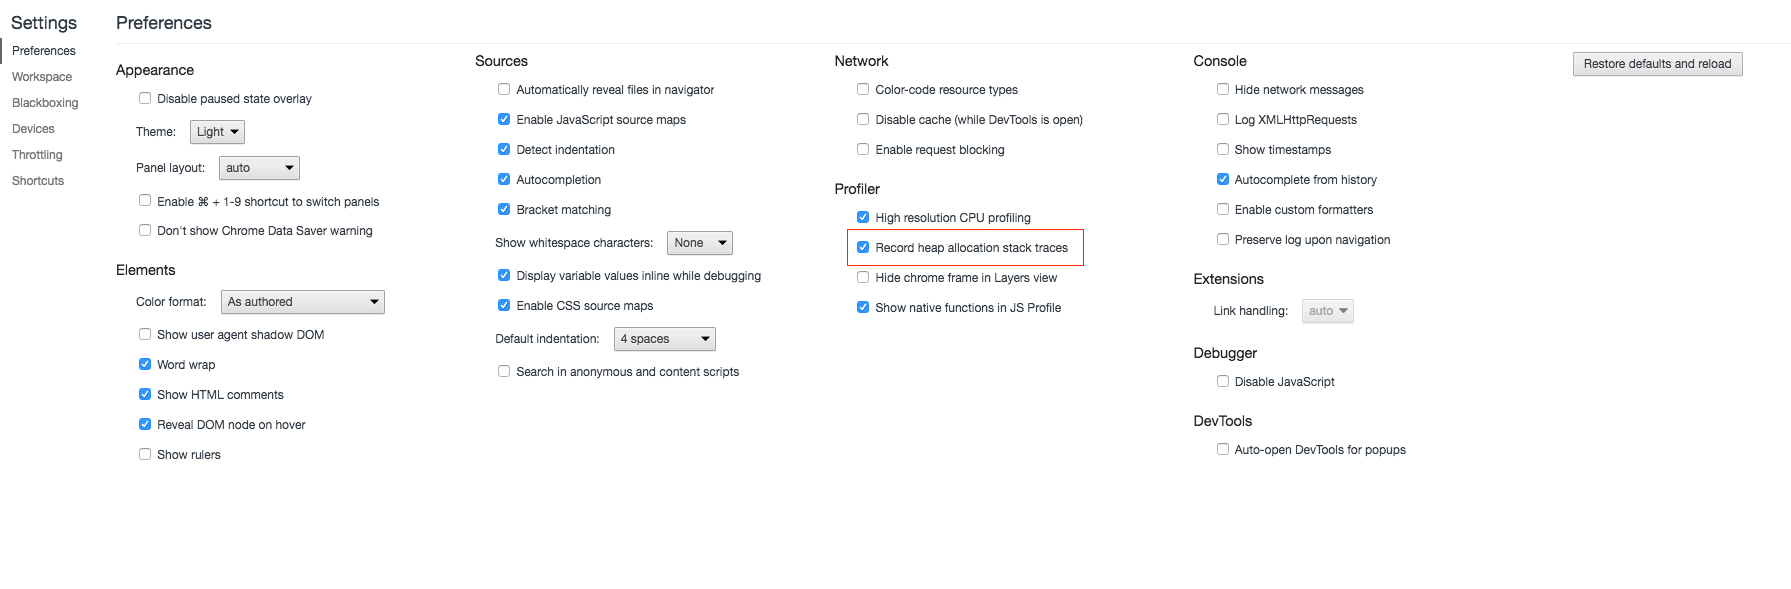 Settings
Preferences
Workspace
Blackboxing
Devices
Throttling
Shortcuts
Preferences
Appearance
Disable paused state overlay
Theme: Light
Panel layout: auto
Enable ⌘ + 1-9 shortcut to switch panels
Don't show Chrome Data Saver warning
Elements
Color format: As authored
Show user agent shadow DOM
Word wrap
Show HTML comments
Reveal DOM node on hover
Show rulers
Sources
Automatically reveal files in navigator
Enable JavaScript source maps
Detect indentation
Autocompletion
Bracket matching
Show whitespace characters: None
Display variable values inline while debugging
Enable CSS source maps
Default indentation: 4 spaces
Search in anonymous and content scripts
Network
Color-code resource types
Disable cache (while DevTools is open)
Enable request blocking
Profiler
High resolution CPU profiling
Record heap allocation stack traces
Hide chrome frame in Layers view
Show native functions in JS Profile
Console
Hide network messages
Log XMLHttpRequests
Show timestamps
Autocomplete from history
Enable custom formatters
Preserve log upon navigation
Extensions
Link handling: auto
Debugger
Disable JavaScript
DevTools
Auto-open DevTools for popups
Restore defaults and reload